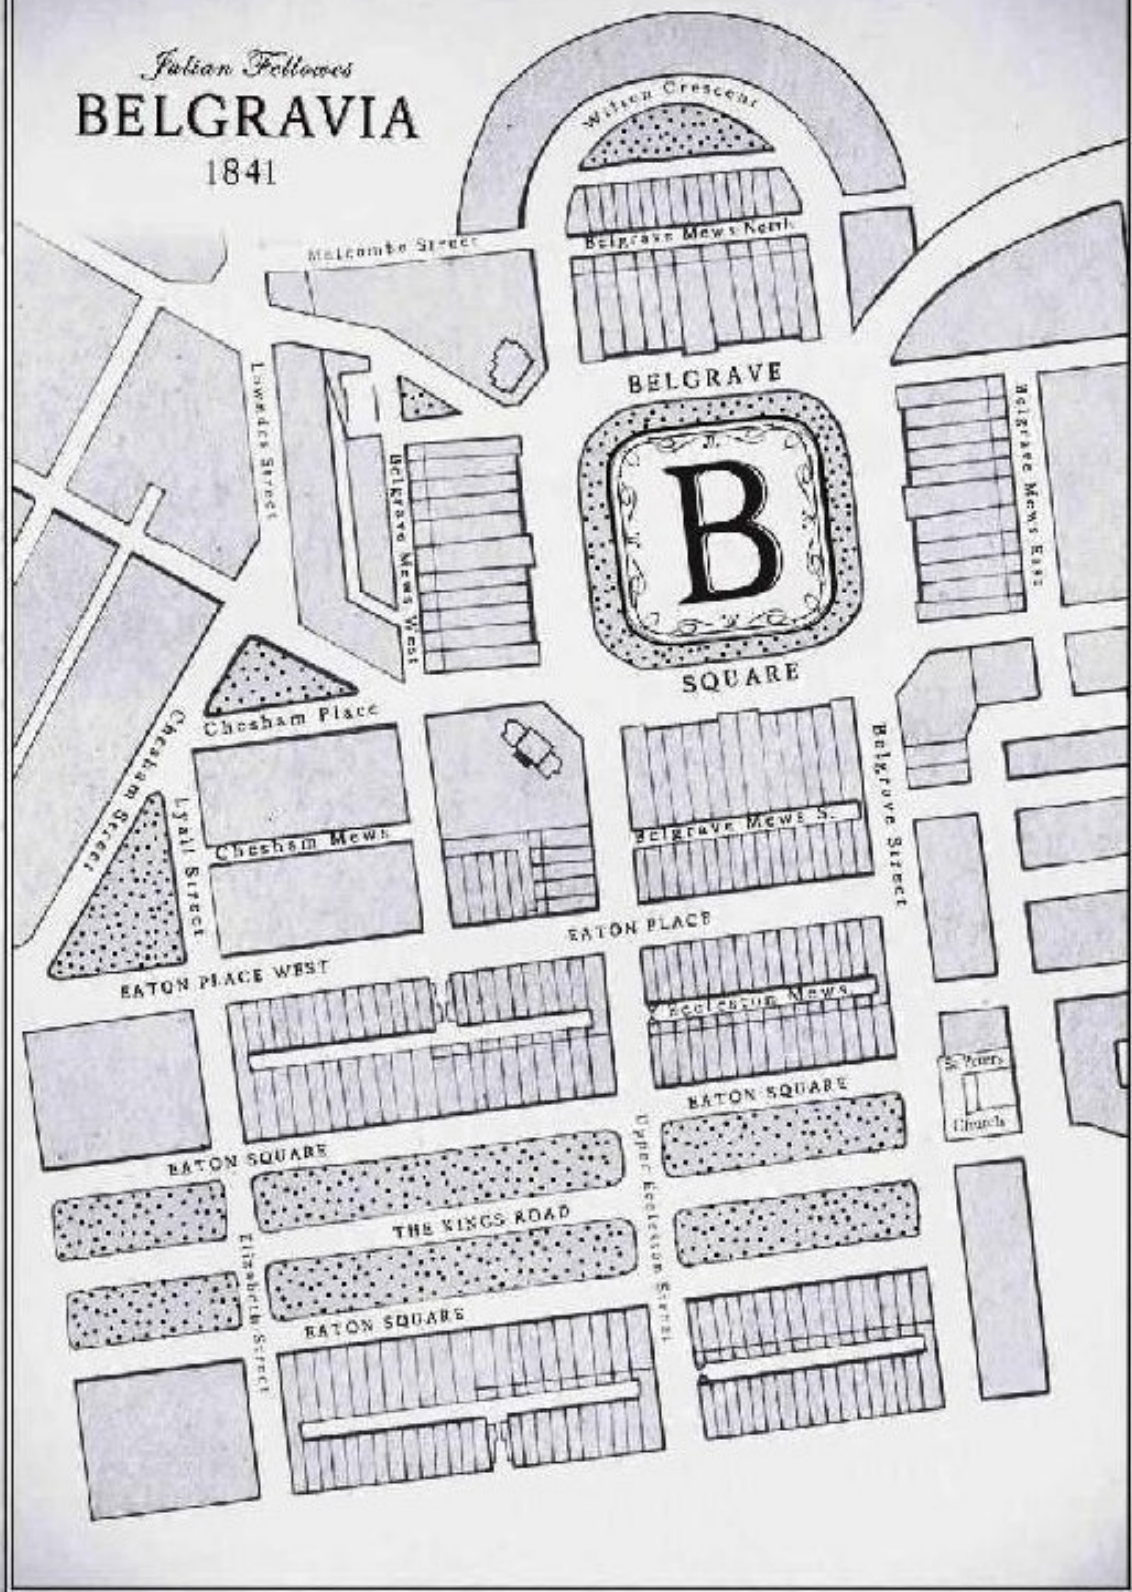 Julian Fellowes
BELGRAVIA
1841
Wilton Crescent
Belgrave Mews North
Malcombe Street
BELGRAVE
B
SQUARE
Lowndes Street
Belgrave Mews West
Belgrave Mews East
Chesham Place
Chesham Street
Lyall Street
Chesham Mews
Belgrave Mews S.
Belgrave Street
EATON PLACE
EATON PLACE WEST
Eccleston Mews
EATON SQUARE
St Peters
Church
EATON SQUARE
Upper Eccleston Street
THE KINGS ROAD
Elizabeth Street
EATON SQUARE